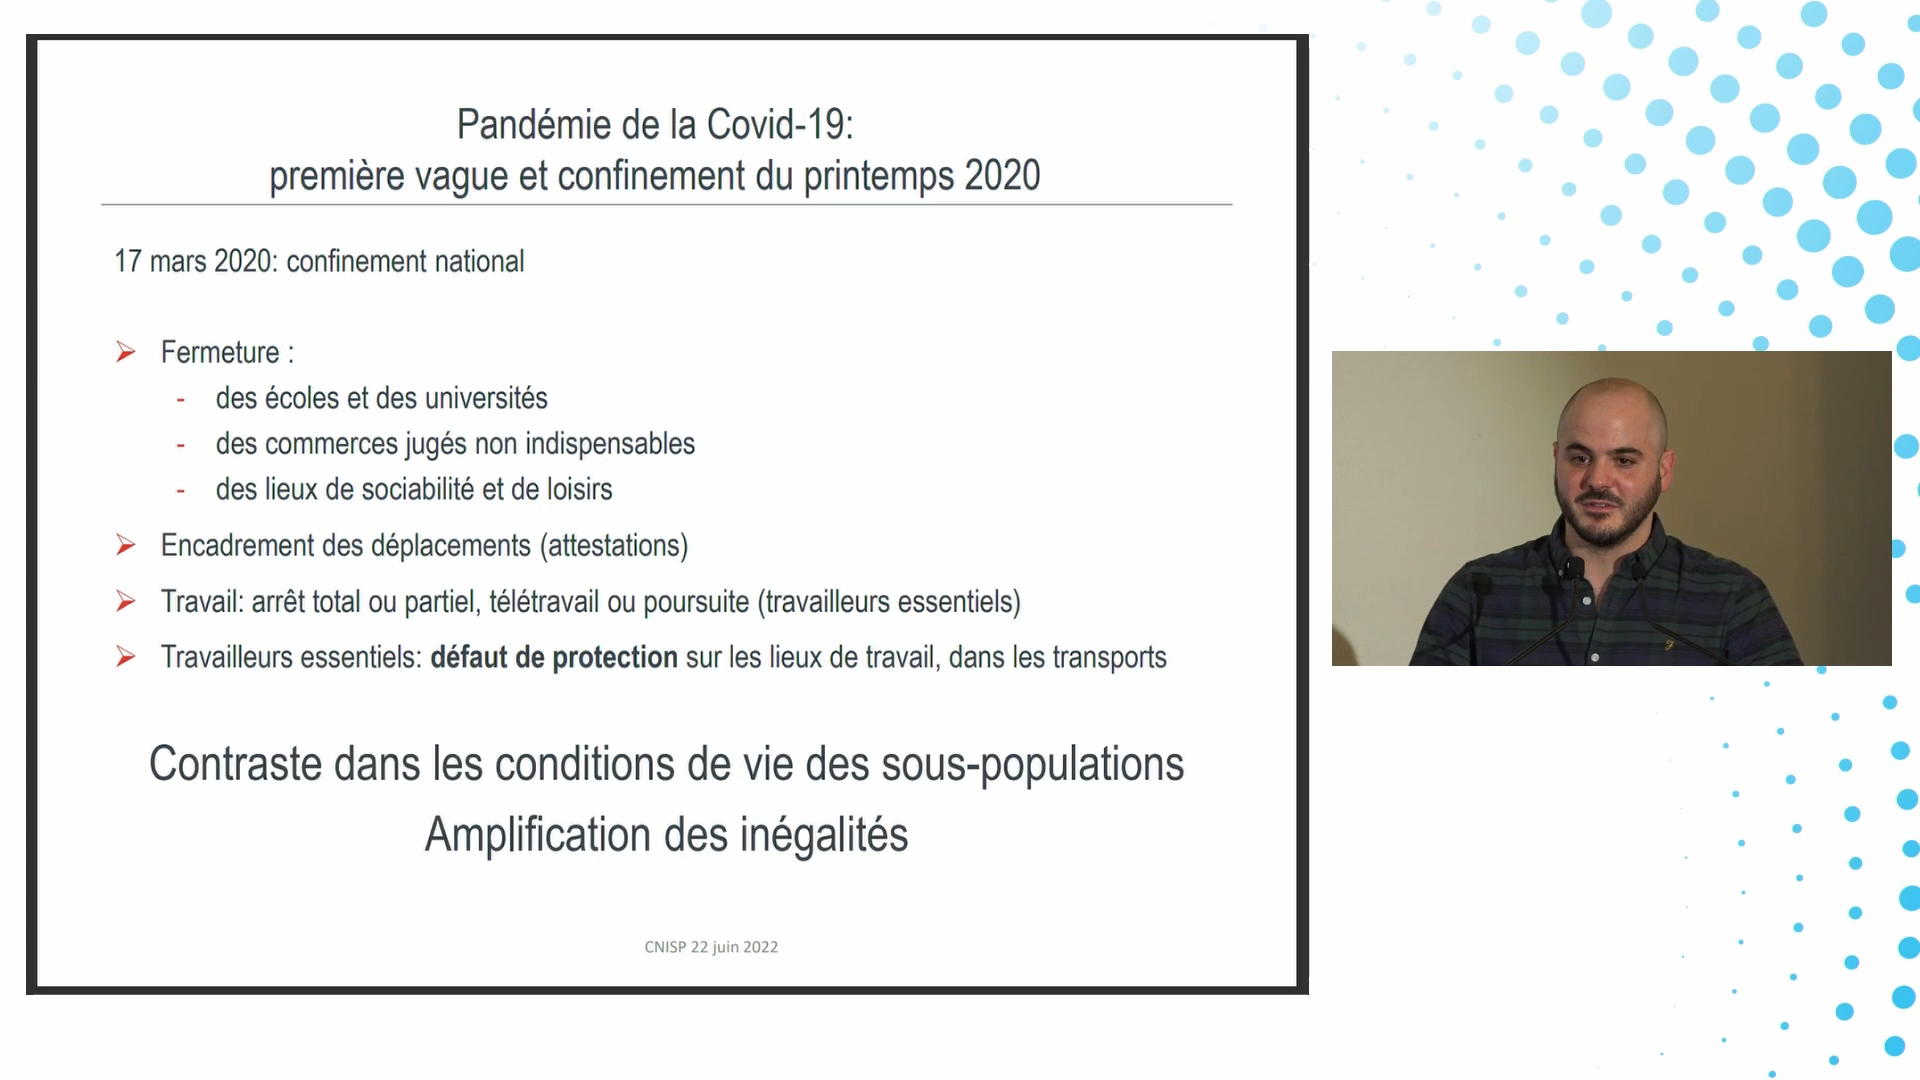 Pandémie de la Covid-19:
première vague et confinement du printemps 2020
17 mars 2020: confinement national
Fermeture :
- des écoles et des universités
- des commerces jugés non indispensables
- des lieux de sociabilité et de loisirs
Encadrement des déplacements (attestations)
Travail: arrêt total ou partiel, télétravail ou poursuite (travailleurs essentiels)
Travailleurs essentiels: défaut de protection sur les lieux de travail, dans les transports
Contraste dans les conditions de vie des sous-populations
Amplification des inégalités
CNISP 22 juin 2022